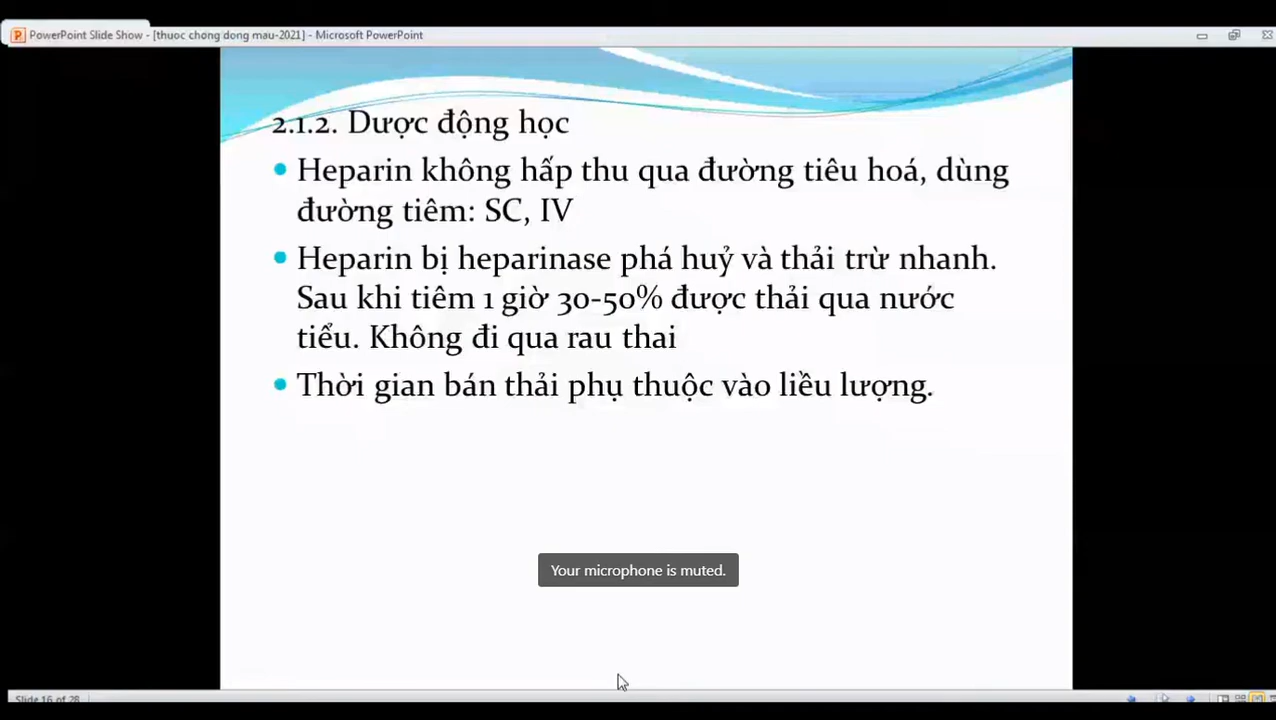 PowerPoint Slide Show - [thuoc chong dong mau-2021] - Microsoft PowerPoint
2.1.2. Dược động học
Heparin không hấp thu qua đường tiêu hoá, dùng
đường tiêm: SC, IV
Heparin bị heparinase phá huỷ và thải trừ nhanh.
Sau khi tiêm 1 giờ 30-50% được thải qua nước
tiểu. Không đi qua rau thai
Thời gian bán thải phụ thuộc vào liều lượng.
Your microphone is muted.
Slide 16 of 28